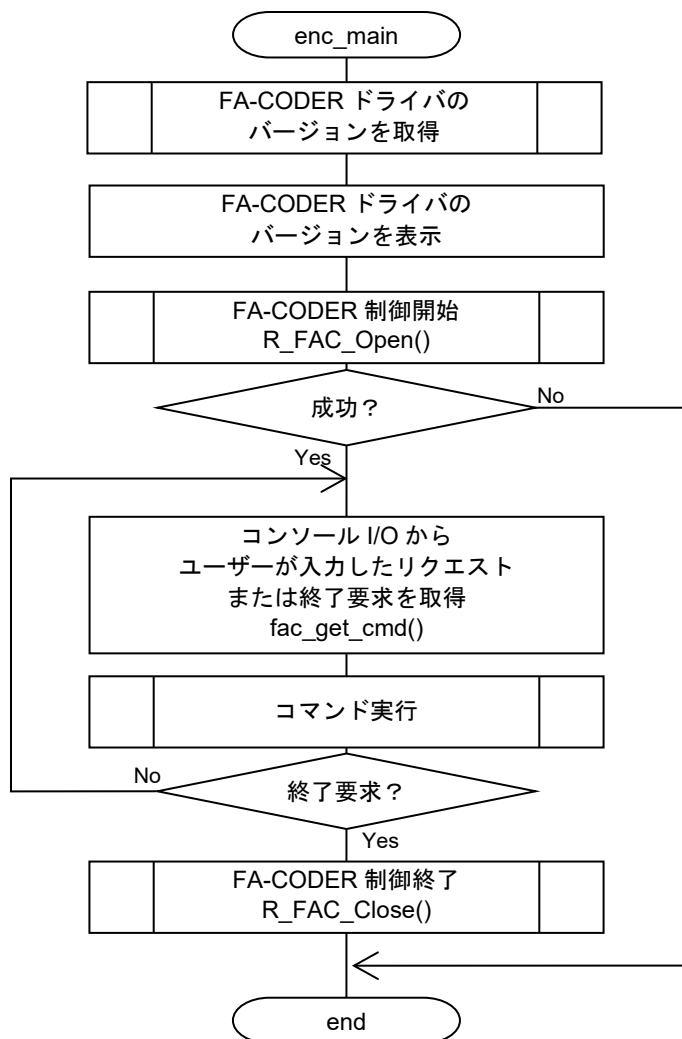 enc_main
FA-CODER ドライバの
バージョンを取得
FA-CODER ドライバの
バージョンを表示
FA-CODER 制御開始
R_FAC_Open()
成功？
No
Yes
コンソール I/O から
ユーザーが入力したリクエスト
または終了要求を取得
fac_get_cmd()
コマンド実行
No
終了要求？
Yes
FA-CODER 制御終了
R_FAC_Close()
end